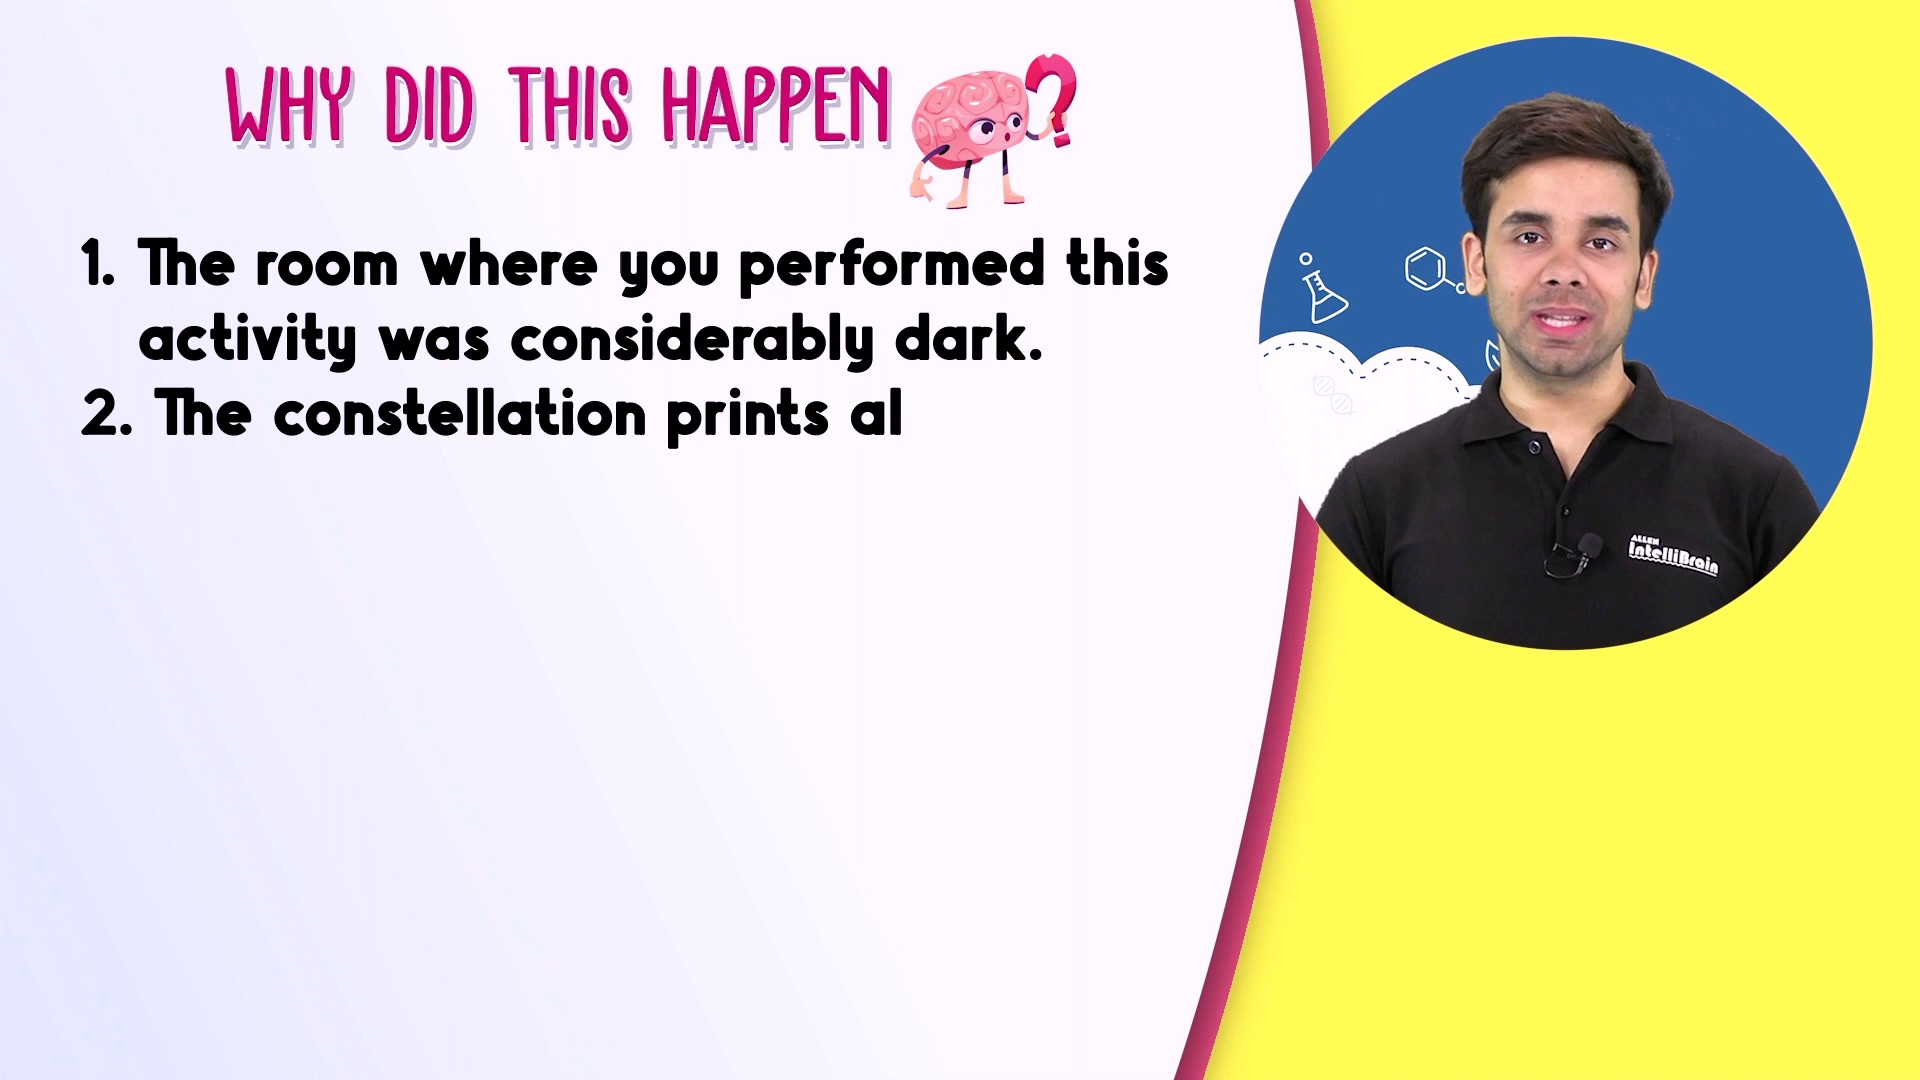 WHY DID THIS HAPPEN ?
1. The room where you performed this
activity was considerably dark.
2. The constellation prints al
ALLEN
IntelliBrain